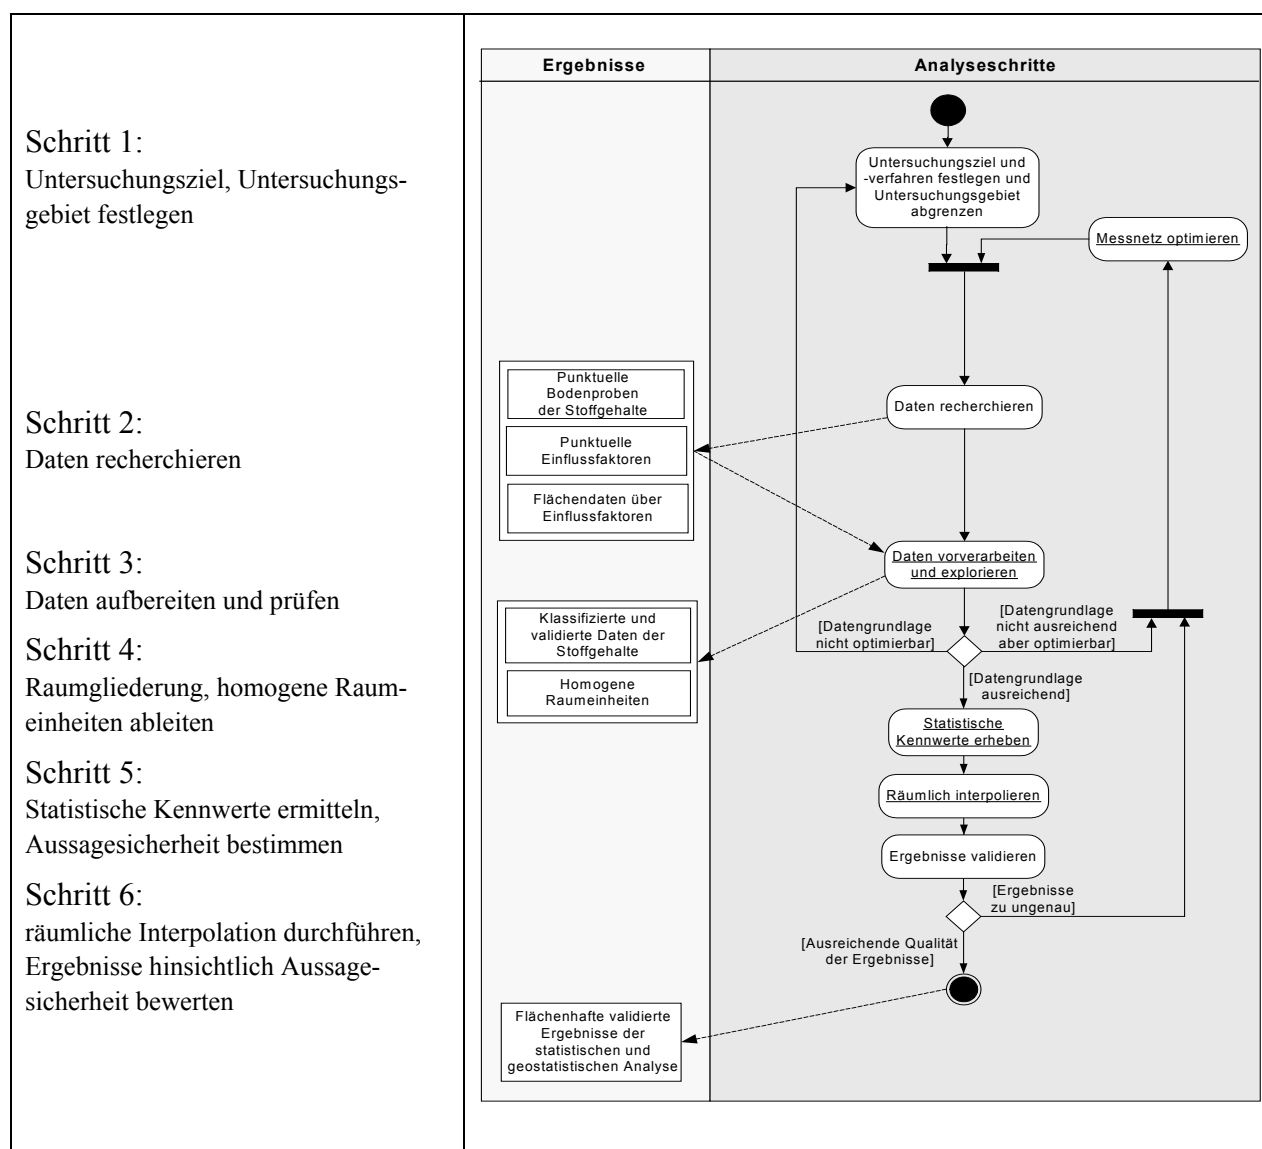 Schritt 1:
Untersuchungsziel, Untersuchungs-
gebiet festlegen
Schritt 2:
Daten recherchieren
Schritt 3:
Daten aufbereiten und prüfen
Schritt 4:
Raumgliederung, homogene Raum-
einheiten ableiten
Schritt 5:
Statistische Kennwerte ermitteln,
Aussagesicherheit bestimmen
Schritt 6:
räumliche Interpolation durchführen,
Ergebnisse hinsichtlich Aussage-
sicherheit bewerten
Ergebnisse
Punktuelle
Bodenproben
der Stoffgehalte
Punktuelle
Einflussfaktoren
Flächendaten über
Einflussfaktoren
Klassifizierte und
validierte Daten der
Stoffgehalte
Homogene
Raumeinheiten
Flächenhafte validierte
Ergebnisse der
statistischen und
geostatistischen Analyse
Analyseschritte
Untersuchungsziel und
-verfahren festlegen und
Untersuchungsgebiet
abgrenzen
Messnetz optimieren
Daten recherchieren
Daten vorverarbeiten
und explorieren
[Datengrundlage
nicht optimierbar]
[Datengrundlage
nicht ausreichend
aber optimierbar]
[Datengrundlage
ausreichend]
Statistische
Kennwerte erheben
Räumlich interpolieren
Ergebnisse validieren
[Ergebnisse
zu ungenau]
[Ausreichende Qualität
der Ergebnisse]